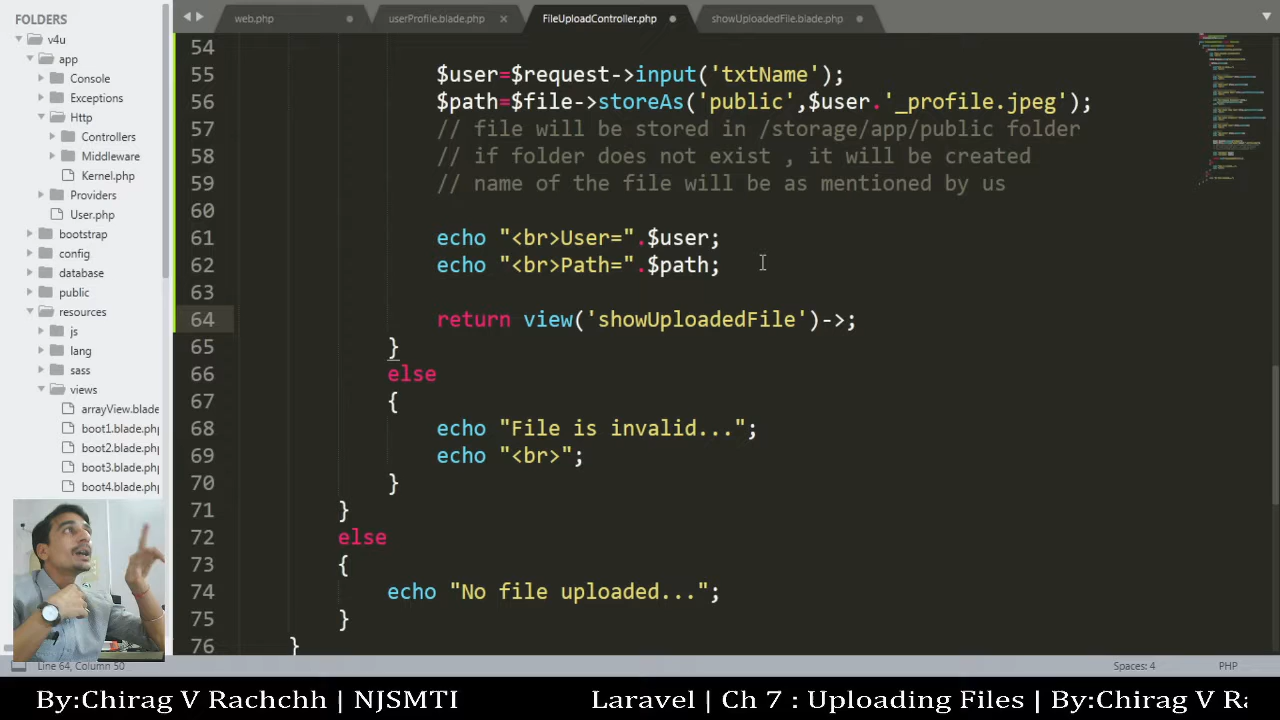 FOLDERS
v4u
app
Console
Exceptions
Http
Controllers
Middleware
Kernel.php
Providers
User.php
bootstrap
config
database
public
resources
js
lang
sass
views
arrayView.blade
boot1.blade.php
boot2.blade.php
boot3.blade.php
boot4.blade.php
web.php
userProfile.blade.php ×
FileUploadController.php
showUploadedFile.blade.php
54
55 $user=$request->input('txtName');
56 $path=$file->storeAs('public',$user.'_profile.jpeg');
57 // file will be stored in /storage/app/public folder
58 // if folder does not exist , it will be created
59 // name of the file will be as mentioned by us
60
61 echo "<br>User=".$user;
62 echo "<br>Path=".$path;
63
64 return view('showUploadedFile')->;
65 }
66 else
67 {
68 echo "File is invalid...";
69 echo "<br>";
70 }
71 }
72 else
73 {
74 echo "No file uploaded...";
75 }
76 }
Line 64, Column 50
Spaces: 4
PHP
By:Chirag V Rachchh | NJSMTI
Laravel | Ch 7 : Uploading Files | By:Chirag V Ra